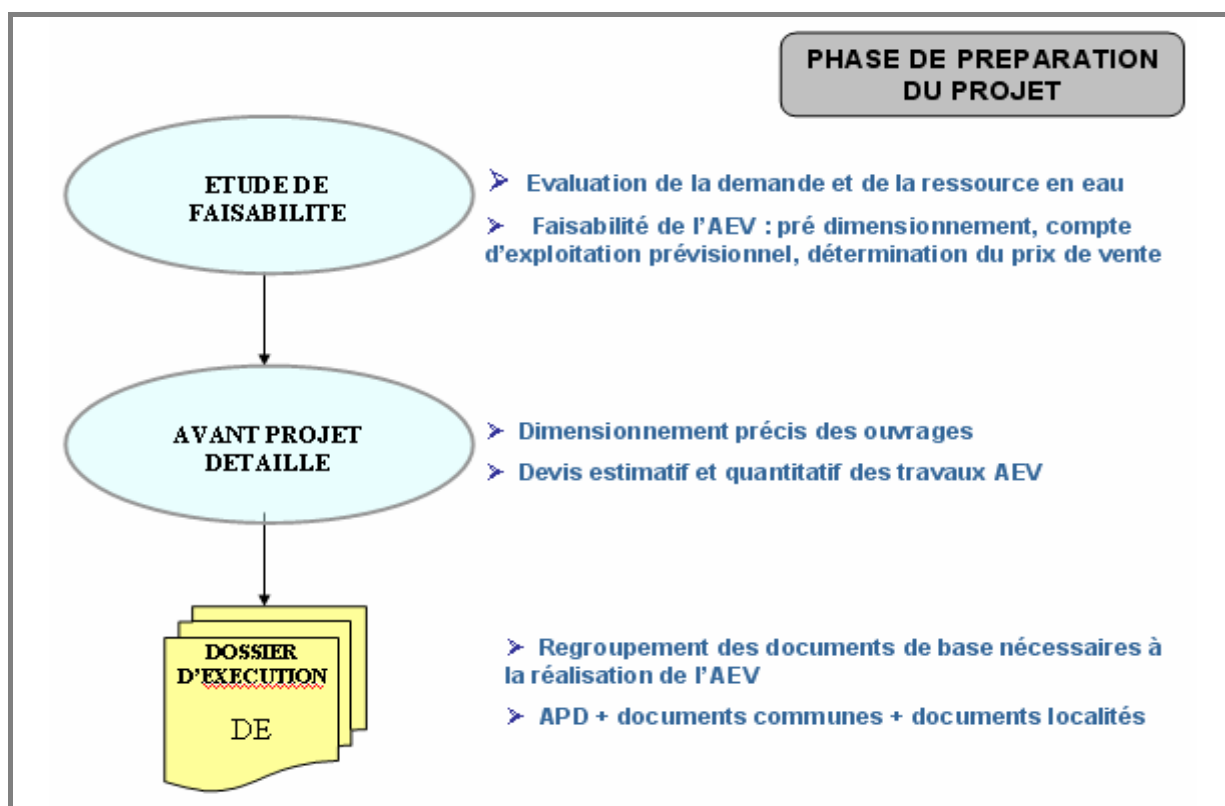 PHASE DE PREPARATION
DU PROJET
ETUDE DE
FAISABILITE
➢ Evaluation de la demande et de la ressource en eau
➢ Faisabilité de l'AEV : pré dimensionnement, compte
d'exploitation prévisionnel, détermination du prix de vente
AVANT PROJET
DETAILLE
➢ Dimensionnement précis des ouvrages
➢ Devis estimatif et quantitatif des travaux AEV
DOSSIER
D'EXECUTION
DE
➢ Regroupement des documents de base nécessaires à
la réalisation de l'AEV
➢ APD + documents communes + documents localités